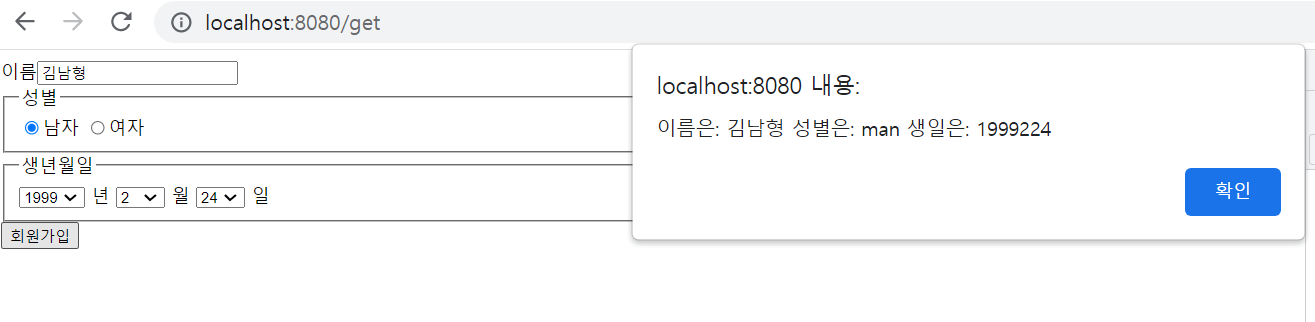 localhost:8080/get
이름 김남형
성별
남자 여자
생년월일
1999 년 2 월 24 일
회원가입
localhost:8080 내용:
이름은: 김남형 성별은: man 생일은: 1999224
확인